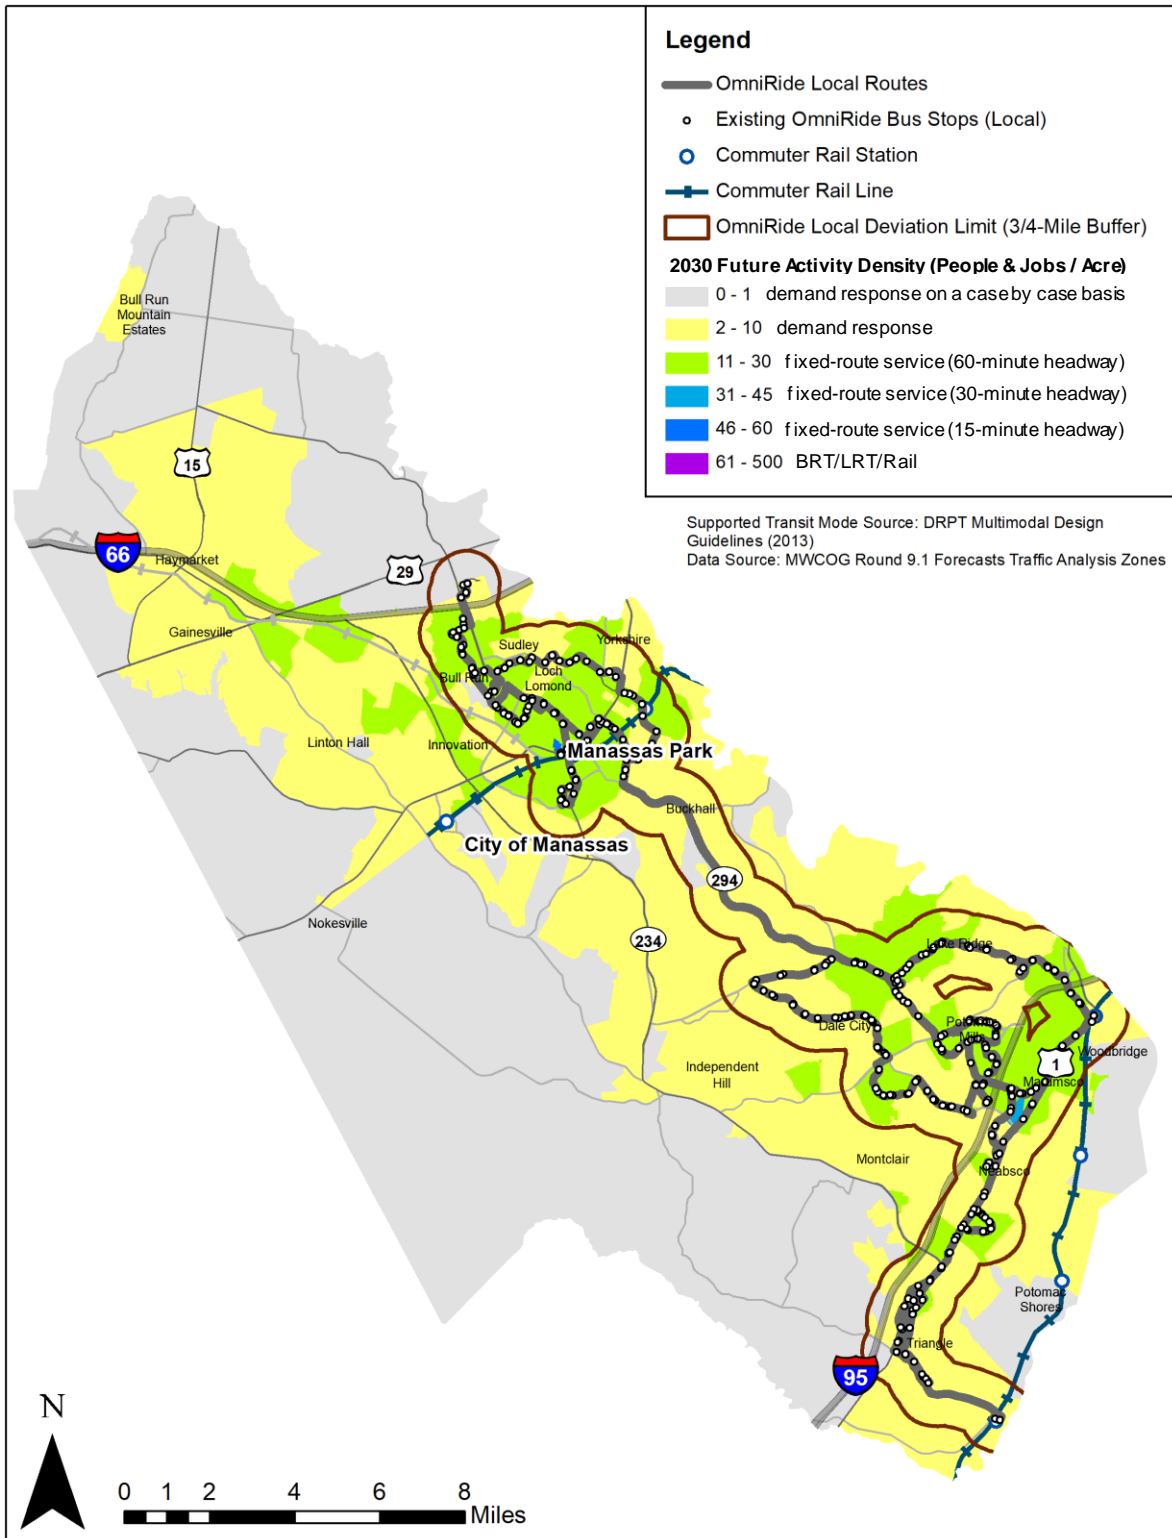 Legend
OmniRide Local Routes
Existing OmniRide Bus Stops (Local)
Commuter Rail Station
Commuter Rail Line
OmniRide Local Deviation Limit (3/4-Mile Buffer)
2030 Future Activity Density (People & Jobs / Acre)
0 - 1 demand response on a case by case basis
2 - 10 demand response
11 - 30 fixed-route service (60-minute headway)
31 - 45 fixed-route service (30-minute headway)
46 - 60 fixed-route service (15-minute headway)
61 - 500 BRT/LRT/Rail
Supported Transit Mode Source: DRPT Multimodal Design
Guidelines (2013)
Data Source: MWCOG Round 9.1 Forecasts Traffic Analysis Zones
Bull Run
Mountain
Estates
15
66
Haymarket
29
Gainesville
Sudley
Yorkshire
Loch
Lomond
Bull Run
Linton Hall
Innovation
Manassas Park
Buckhall
City of Manassas
294
Nokesville
234
Lake Ridge
Dale City
Potomac
Mills
Woodbridge
1
Marumsco
Independent
Hill
Montclair
Neabsco
Potomac
Shores
Triangle
95
N
0 1 2 4 6 8
Miles